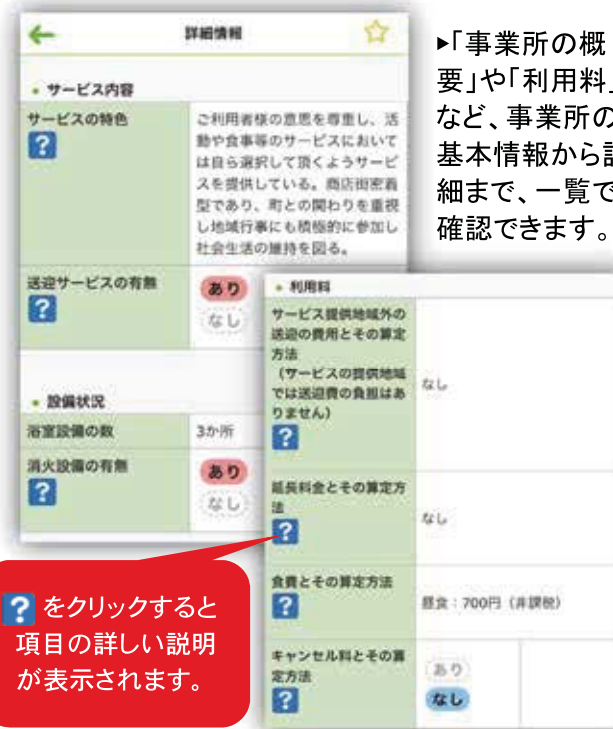 詳細情報
• サービス内容
サービスの特色
?
ご利用者様の意思を尊重し、活
動や食事等のサービスにおいて
は自ら選択して頂くようサービ
スを提供している。商店街密着
型であり、町との関わりを重視
し地域行事にも積極的に参加し
社会生活の維持を図る。
送迎サービスの有無
?
あり
なし
• 設備状況
浴室設備の数
3か所
消火設備の有無
?
あり
なし
▶「事業所の概
要」や「利用料」
など、事業所の
基本情報から詳
細まで、一覧で
確認できます。
• 利用料
サービス提供地域外の
送迎の費用とその算定
方法
(サービスの提供地域
では送迎費の負担はあ
りません)
?
なし
延長料金とその算定方
法
?
なし
食費とその算定方法
?
昼食:700円(非課税)
キャンセル料とその算
定方法
?
あり
なし
? をクリックすると
項目の詳しい説明
が表示されます。